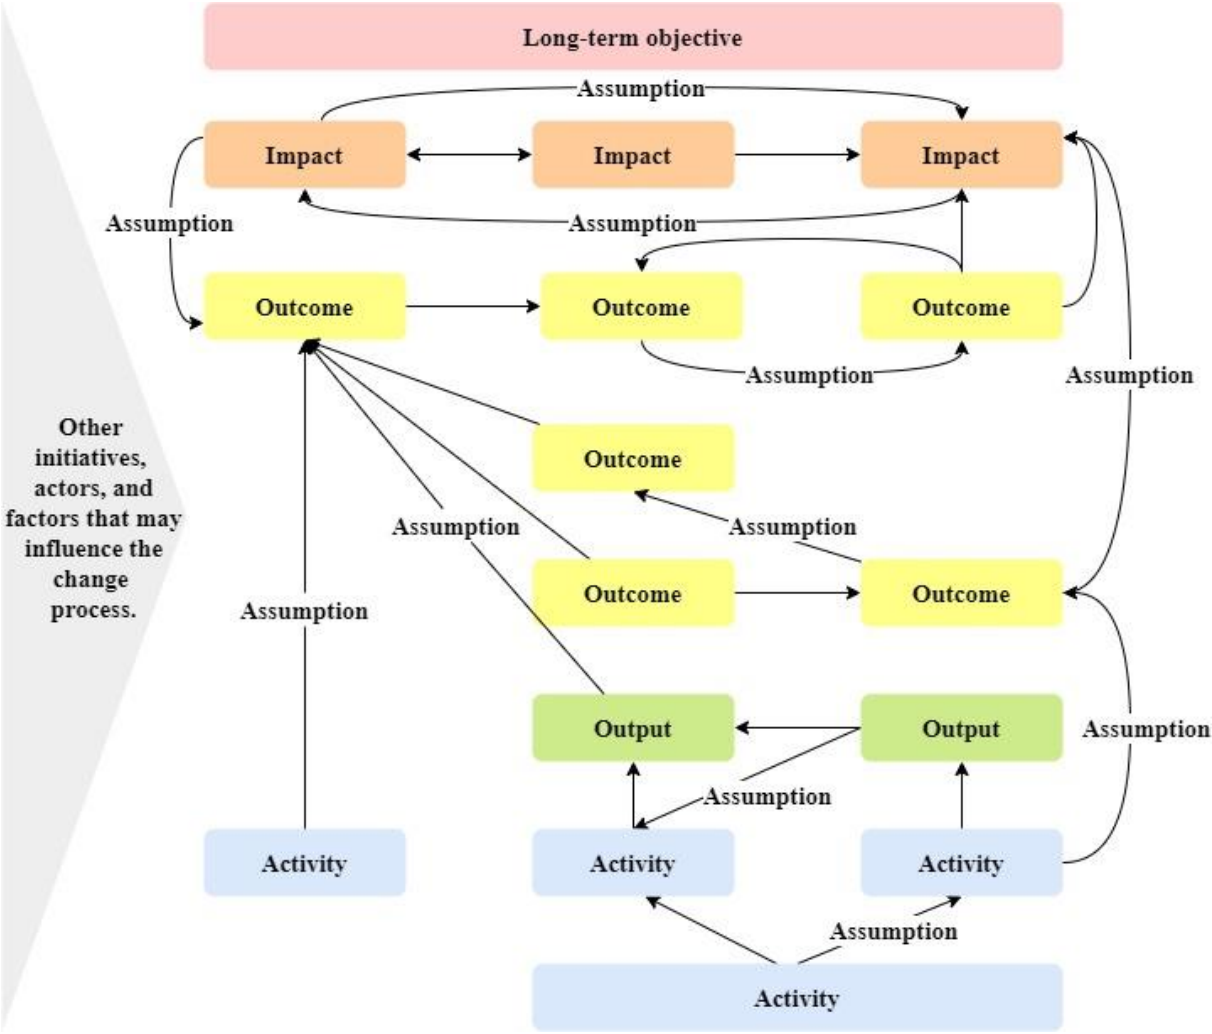 Long-term objective
Assumption
Impact
Impact
Impact
Assumption
Assumption
Outcome
Outcome
Outcome
Assumption
Assumption
Other
initiatives,
actors, and
factors that may
influence the
change
process.
Outcome
Assumption
Assumption
Outcome
Outcome
Assumption
Output
Output
Assumption
Assumption
Activity
Activity
Activity
Assumption
Activity